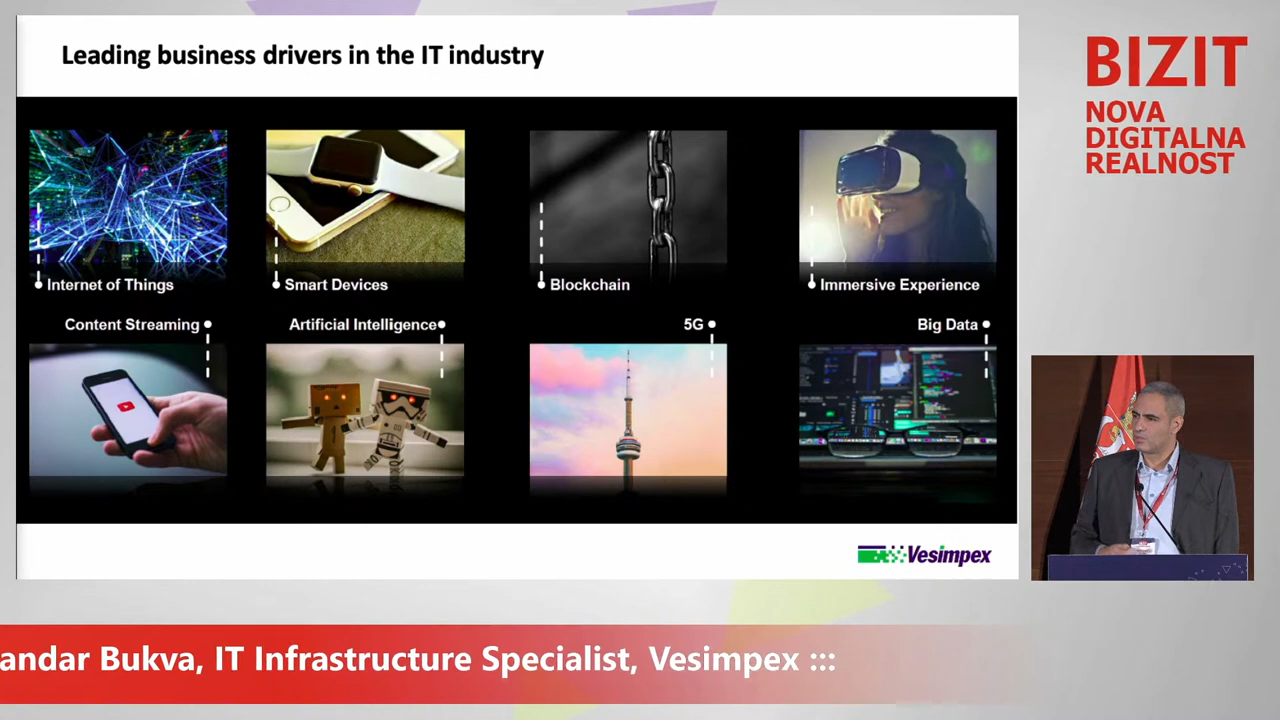 Leading business drivers in the IT industry
BIZIT
NOVA
DIGITALNA
REALNOST
Internet of Things
Smart Devices
Blockchain
Immersive Experience
Content Streaming
Artificial Intelligence
5G
Big Data
Vesimpex
andar Bukva, IT Infrastructure Specialist, Vesimpex :::